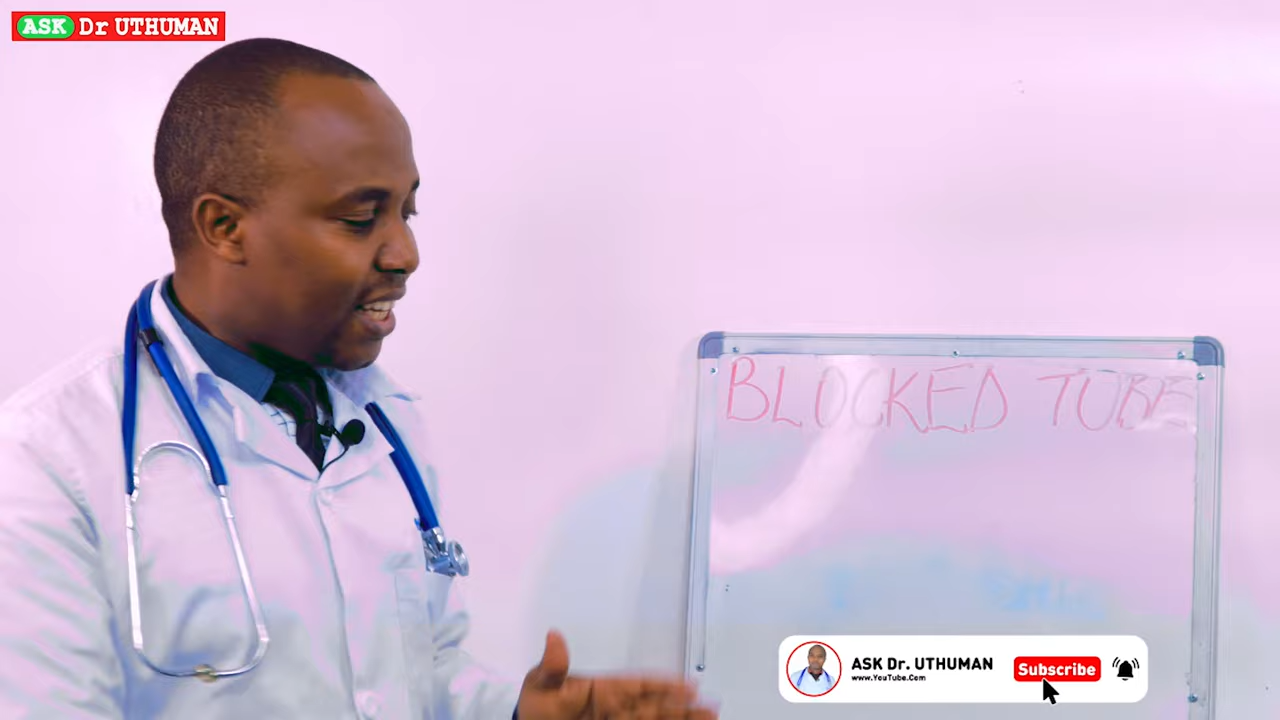 ASK Dr UTHUMAN
BLOCKED TUBE
ASK Dr. UTHUMAN
www.YouTube.Com
Subscribe